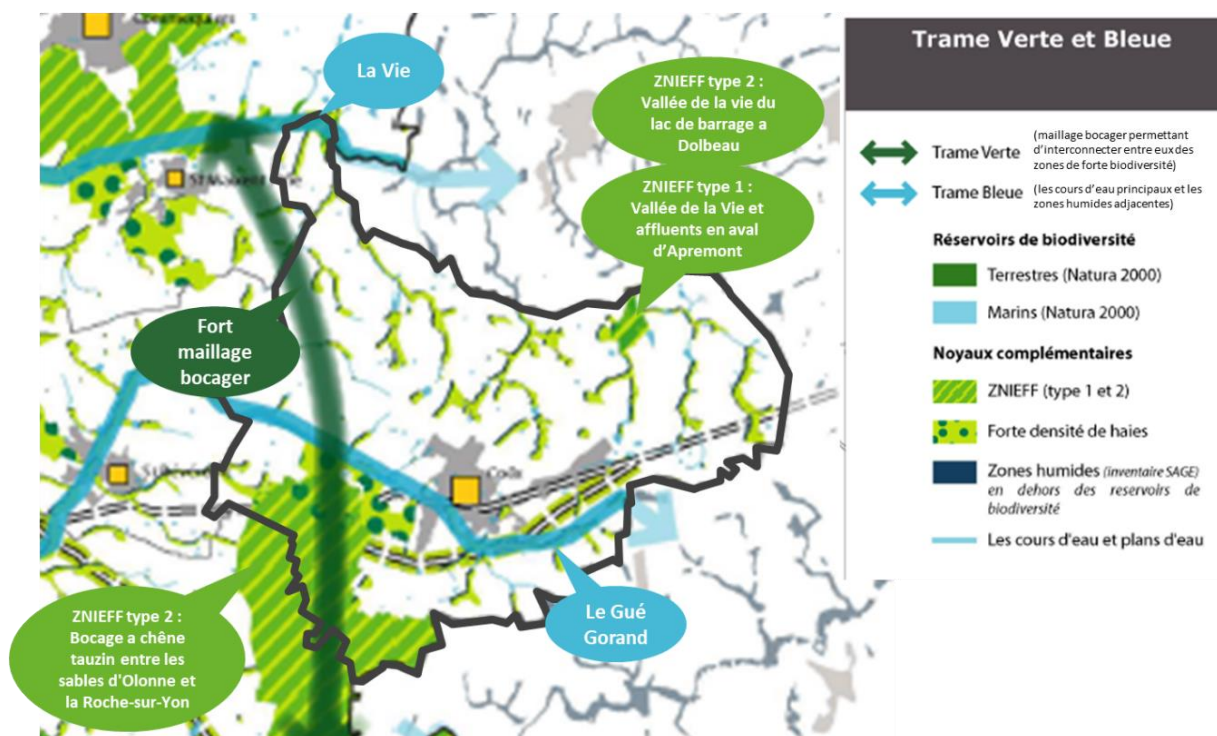 La Vie
ZNIEFF type 2 :
Vallée de la vie du
lac de barrage a
Dolbeau
ZNIEFF type 1 :
Vallée de la Vie et
affluents en aval
d'Apremont
Fort
maillage
bocager
Coëx
Le Gué
Gorand
ZNIEFF type 2 :
Bocage a chêne
tauzin entre les
sables d'Olonne et
la Roche-sur-Yon
Trame Verte et Bleue
Trame Verte
(maillage bocager permettant
d'interconnecter entre eux des
zones de forte biodiversité)
Trame Bleue
(les cours d'eau principaux et les
zones humides adjacentes)
Réservoirs de biodiversité
Terrestres (Natura 2000)
Marins (Natura 2000)
Noyaux complémentaires
ZNIEFF (type 1 et 2)
Forte densité de haies
Zones humides (inventaire SAGE)
en dehors des reservoirs de
biodiversité
Les cours d'eau et plans d'eau